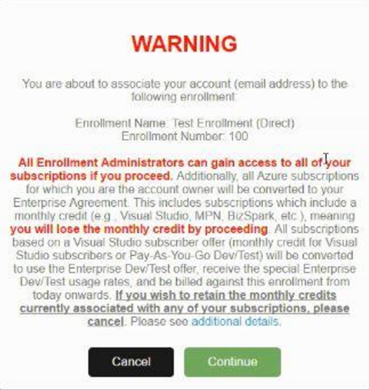 WARNING
You are about to associate your account (email address) to the
following enrollment:
Enrollment Name: Test Enrollment (Direct)
Enrollment Number: 100
All Enrollment Administrators can gain access to all of your
subscriptions if you proceed. Additionally, all Azure subscriptions
for which you are the account owner will be converted to your
Enterprise Agreement. This includes subscriptions which include a
monthly credit (e.g., Visual Studio, MPN, BizSpark, etc.), meaning
you will lose the monthly credit by proceeding. All subscriptions
based on a Visual Studio subscriber offer (monthly credit for Visual
Studio subscribers or Pay-As-You-Go Dev/Test) will be converted
to use the Enterprise Dev/Test offer, receive the special Enterprise
Dev/Test usage rates, and be billed against this enrollment from
today onwards. If you wish to retain the monthly credits
currently associated with any of your subscriptions, please
cancel. Please see additional details.
Cancel Continue